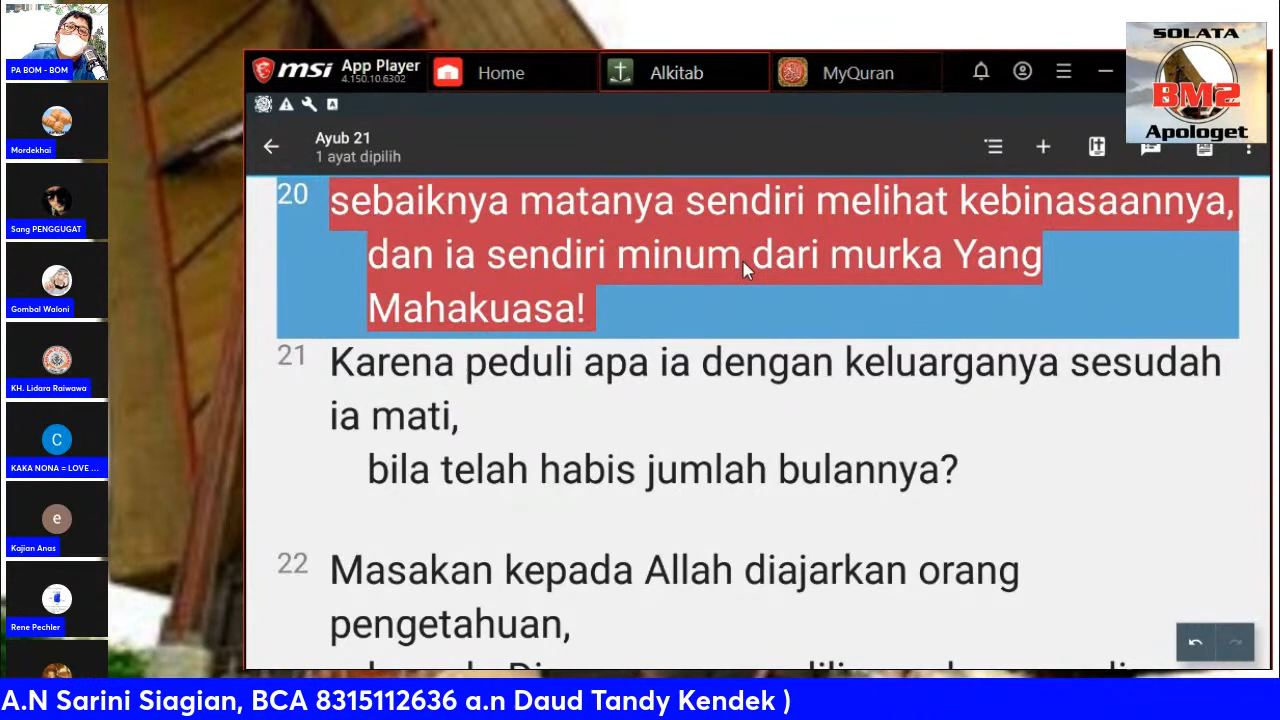 PA BOM - BOM
Mordekhai
Sang PENGGUGAT
Gombal Waloni
KH. Lidara Raiwawa
C
KAKA NONA = LOVE ...
e
Kajian Anas
Rene Pechler
msi App Player
4.150.10.6302
Home
Alkitab
MyQuran
SOLATA
BM2
Apologet
Ayub 21
1 ayat dipilih
20 sebaiknya matanya sendiri melihat kebinasaannya,
dan ia sendiri minum dari murka Yang
Mahakuasa!
21 Karena peduli apa ia dengan keluarganya sesudah
ia mati,
bila telah habis jumlah bulannya?
22 Masakan kepada Allah diajarkan orang
pengetahuan,
A.N Sarini Siagian, BCA 8315112636 a.n Daud Tandy Kendek )